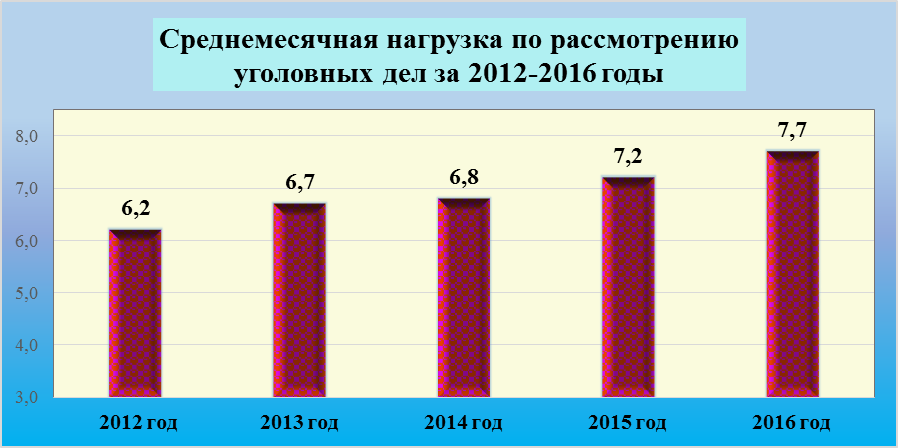 Среднемесячная нагрузка по рассмотрению
уголовных дел за 2012-2016 годы
8,0
7,0
6,0
5,0
4,0
3,0
6,2
6,7
6,8
7,2
7,7
2012 год
2013 год
2014 год
2015 год
2016 год